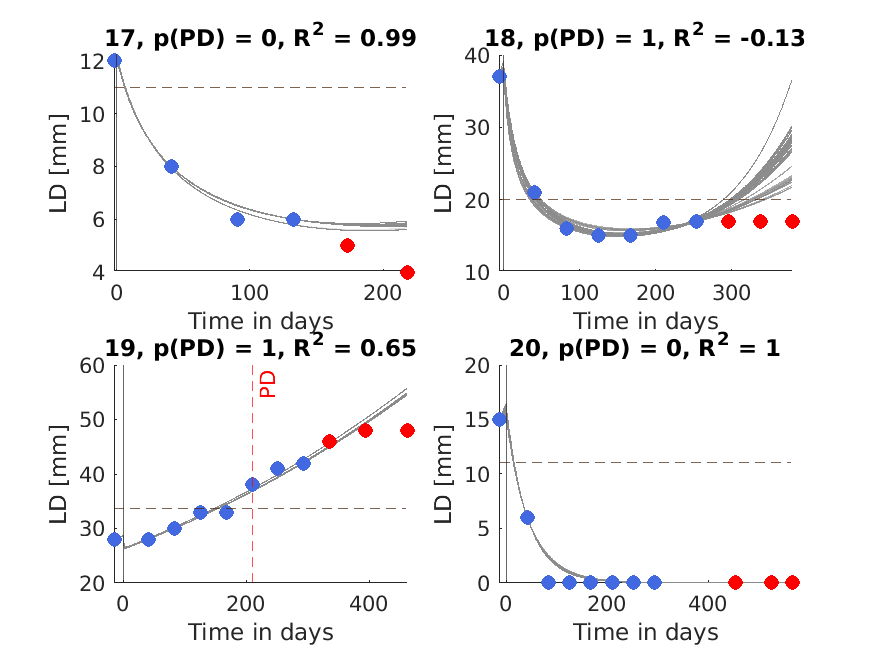 17, p(PD) = 0, R² = 0.99
12
10
8
6
4
LD [mm]
0
100
200
Time in days
18, p(PD) = 1, R² = -0.13
40
30
20
10
LD [mm]
0
100
200
300
Time in days
19, p(PD) = 1, R² = 0.65
60
50
40
30
20
LD [mm]
PD
0
200
400
Time in days
20, p(PD) = 0, R² = 1
20
15
10
5
0
LD [mm]
0
200
400
Time in days